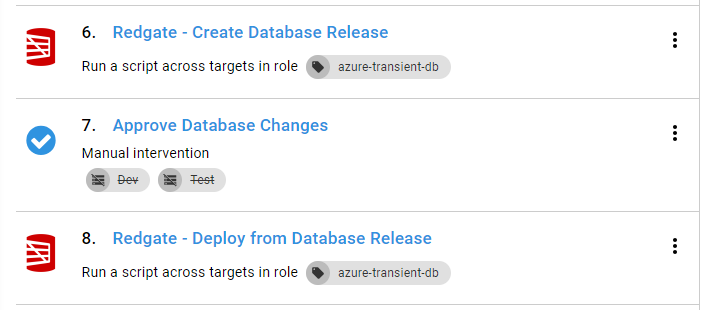 6. Redgate - Create Database Release
Run a script across targets in role azure-transient-db
7. Approve Database Changes
Manual intervention
Dev Test
8. Redgate - Deploy from Database Release
Run a script across targets in role azure-transient-db